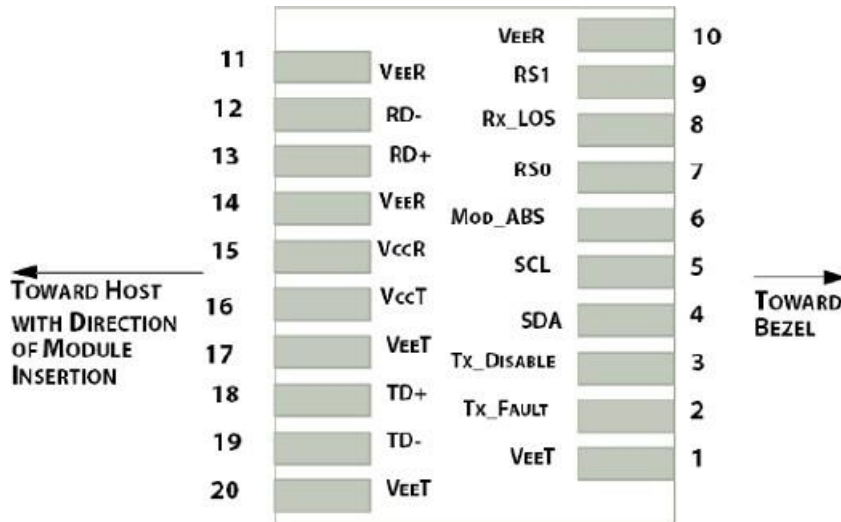 11 VEER
12 RD-
13 RD+
14 VEER
15 VCCR
16 VCCT
17 VEET
18 TD+
19 TD-
20 VEET
VEER 10
RS1 9
RX_LOS 8
RS0 7
MOD_ABS 6
SCL 5
SDA 4
TX_DISABLE 3
TX_FAULT 2
VEET 1
TOWARD HOST
WITH DIRECTION
OF MODULE
INSERTION
TOWARD
BEZEL